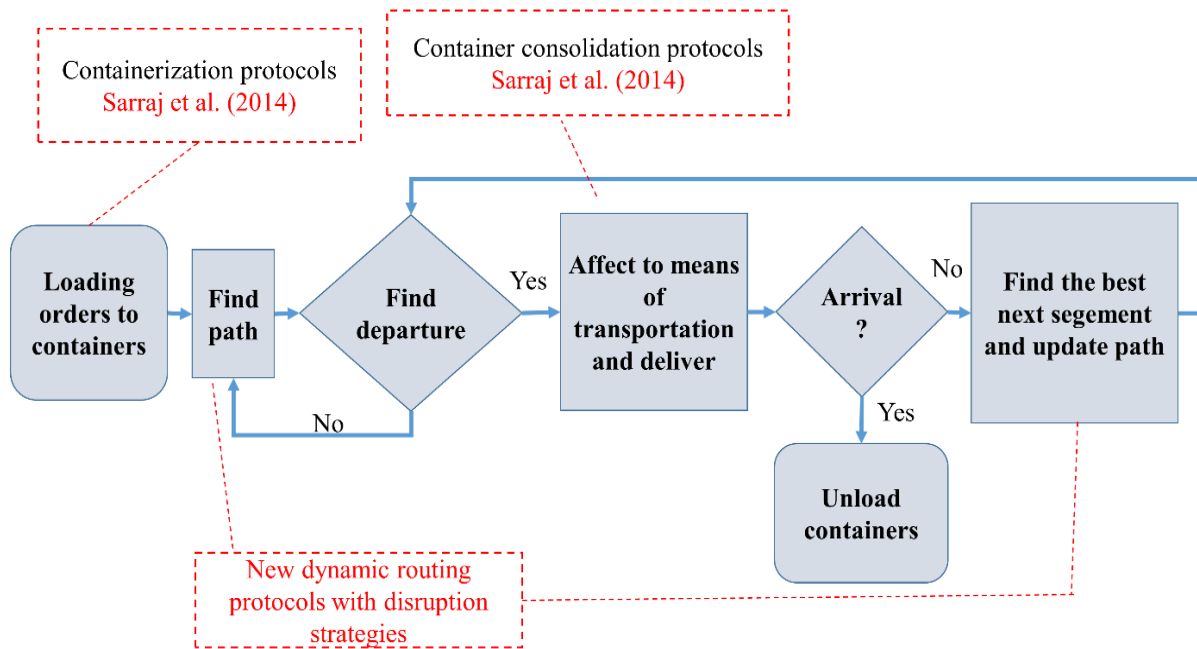 Containerization protocols
Sarraj et al. (2014)
Container consolidation protocols
Sarraj et al. (2014)
Loading
orders to
containers
Find
path
Find
departure
Yes
No
Affect to means
of
transportation
and deliver
Arrival
?
No
Yes
Find the best
next segement
and update path
Unload
containers
New dynamic routing
protocols with disruption
strategies